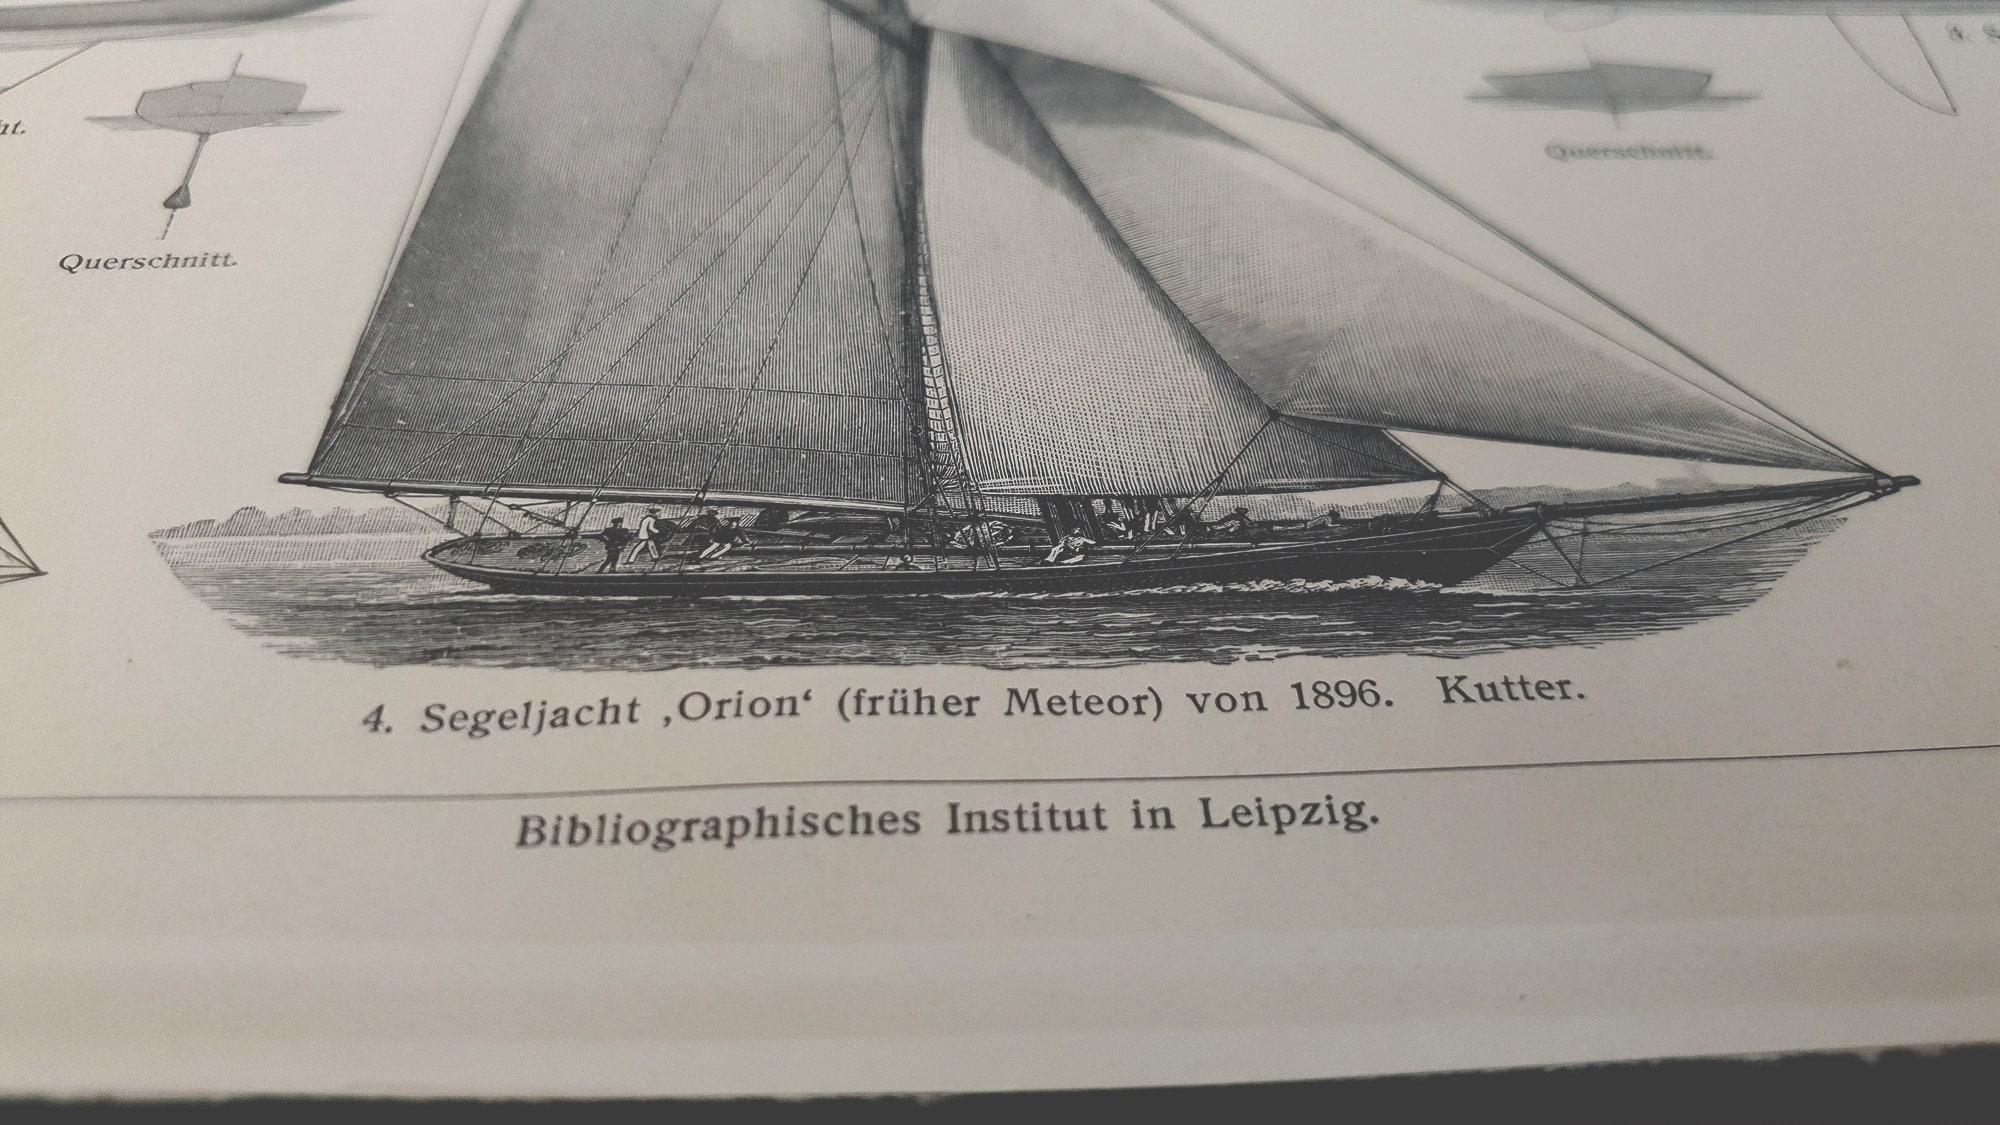 Querschnitt.
Querschnitt.
4. Segeljacht ‚Orion‘ (früher Meteor) von 1896. Kutter.
Bibliographisches Institut in Leipzig.